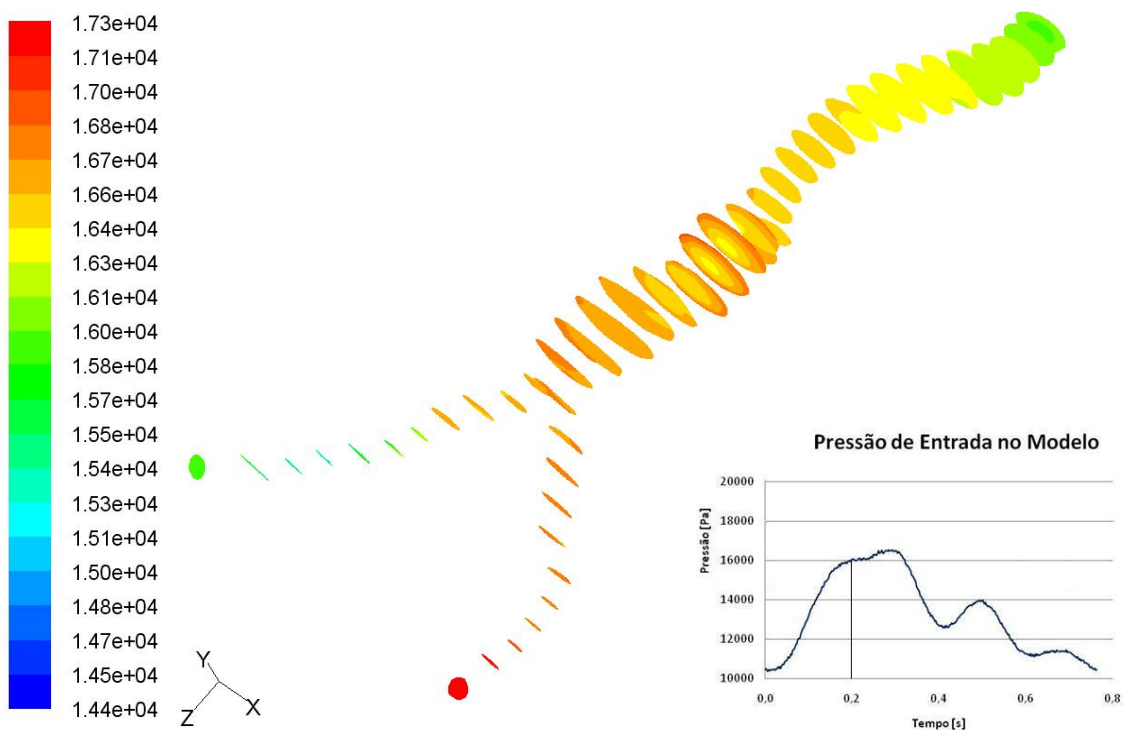 1.73e+04
1.71e+04
1.70e+04
1.68e+04
1.67e+04
1.66e+04
1.64e+04
1.63e+04
1.61e+04
1.60e+04
1.58e+04
1.57e+04
1.55e+04
1.54e+04
1.53e+04
1.51e+04
1.50e+04
1.48e+04
1.47e+04
1.45e+04
1.44e+04
Y
Z
X
Pressão de Entrada no Modelo
Pressão [Pa]
20000
18000
16000
14000
12000
10000
0,0
0,2
0,4
0,6
0,8
Tempo [s]